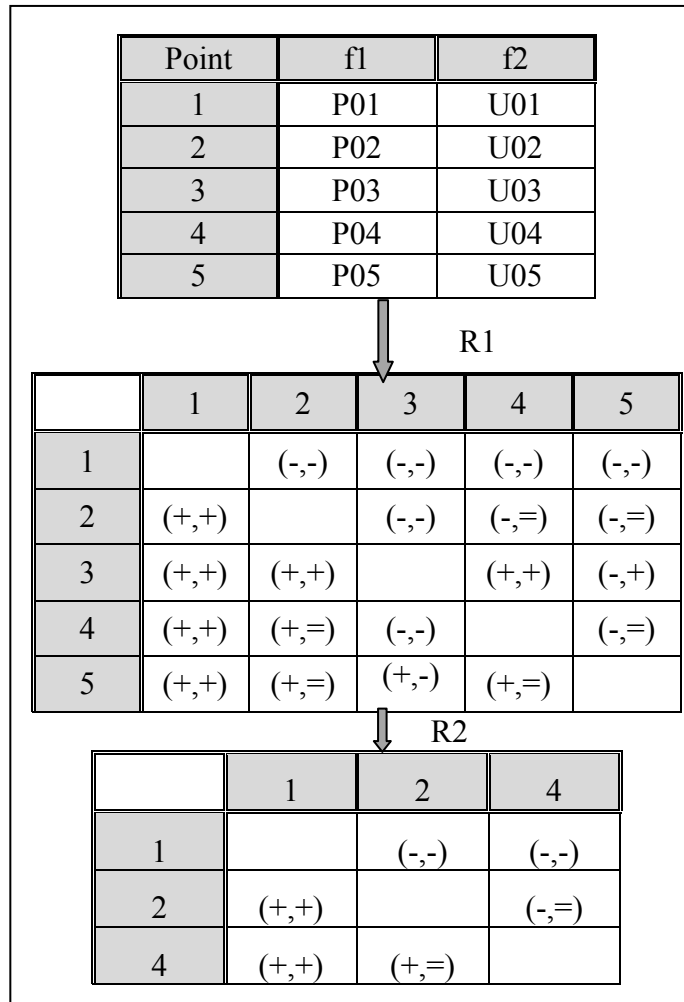 Point f1 f2
1 P01 U01
2 P02 U02
3 P03 U03
4 P04 U04
5 P05 U05
R1
1 2 3 4 5
1 (-,-) (-,-) (-,-) (-,-)
2 (+,+) (-,-) (-,=) (-,=)
3 (+,+) (+,+) (+,+) (-,+)
4 (+,+) (+,=) (-,-) (-,=)
5 (+,+) (+,=) (+,-) (+,=)
R2
1 2 4
1 (-,-) (-,-)
2 (+,+) (-,=)
4 (+,+) (+,=)